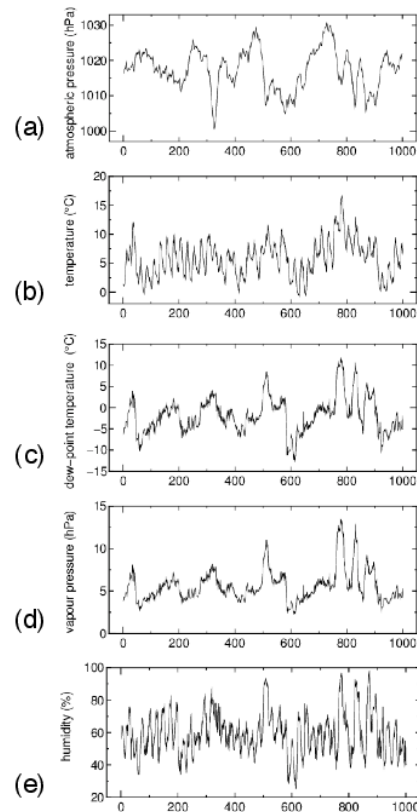 (a)
atmospheric pressure (hPa)
1030
1020
1010
1000
0 200 400 600 800 1000
(b)
temperature (°C)
20
15
10
5
0
0 200 400 600 800 1000
(c)
dew-point temperature (°C)
15
10
5
0
-5
-10
-15
0 200 400 600 800 1000
(d)
vapour pressure (hPa)
15
10
5
0
0 200 400 600 800 1000
(e)
humidity (%)
100
80
60
40
20
0 200 400 600 800 1000